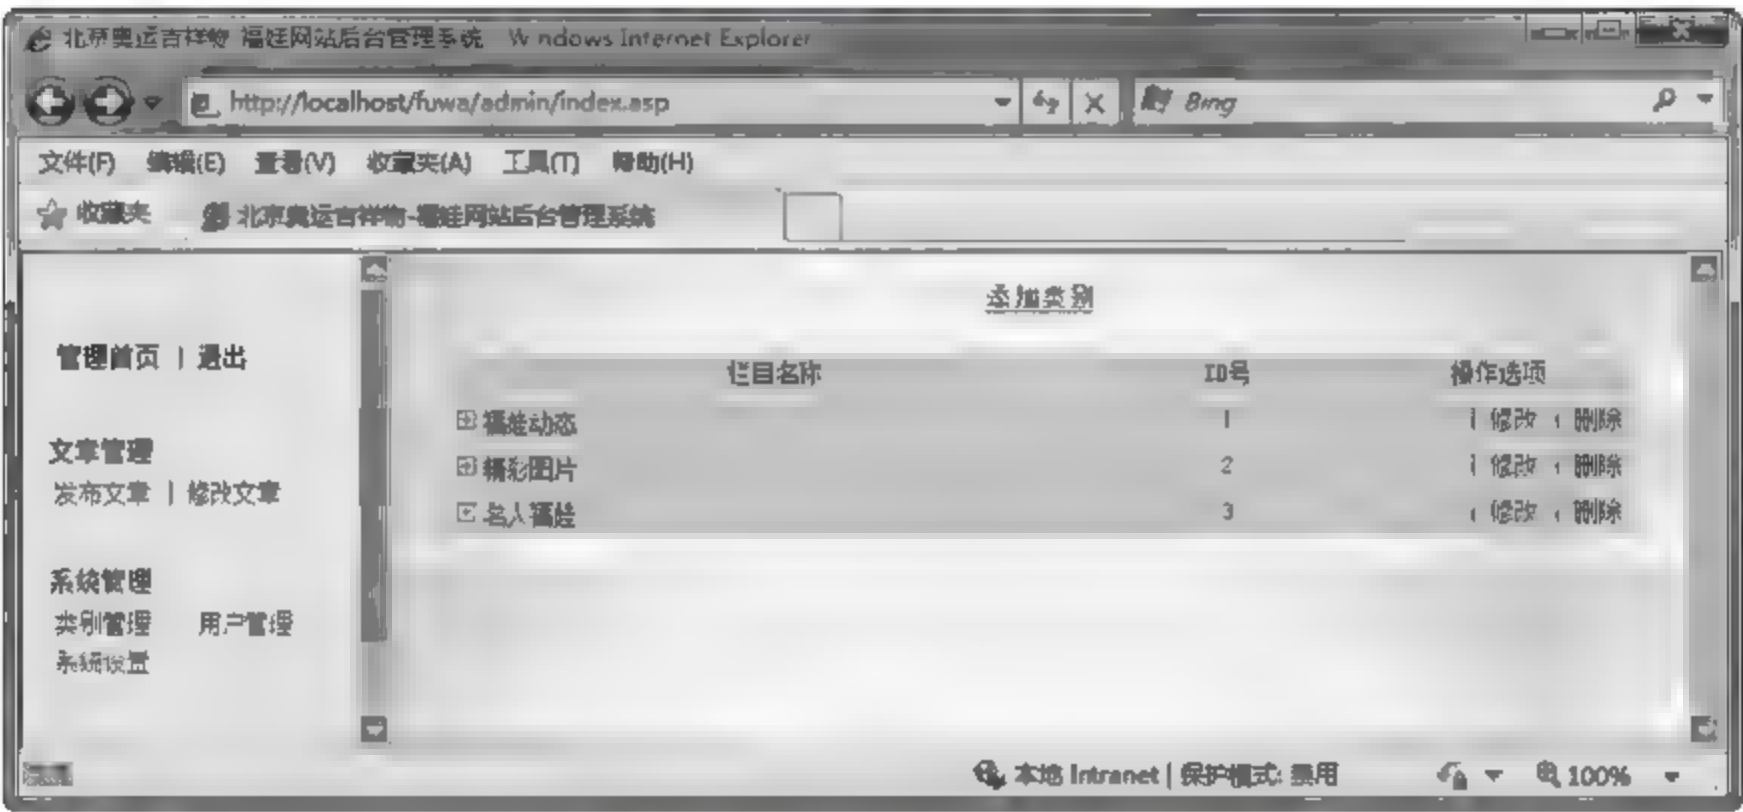 北京奥运吉祥物 福娃网站后台管理系统 Windows Internet Explorer
http://localhost/fuwa/admin/index.asp Bing
文件(F) 编辑(E) 查看(V) 收藏夹(A) 工具(T) 帮助(H)
收藏夹 北京奥运吉祥物-福娃网站后台管理系统
添加类别
管理首页 | 退出
栏目名称 ID号 操作选项
福娃动态 1 | 修改 | 删除
文章管理
精彩图片 2 | 修改 | 删除
发布文章 | 修改文章
名人福娃 3 | 修改 | 删除
系统管理
类别管理 用户管理
系统设置
本地 Intranet | 保护模式: 禁用 100%